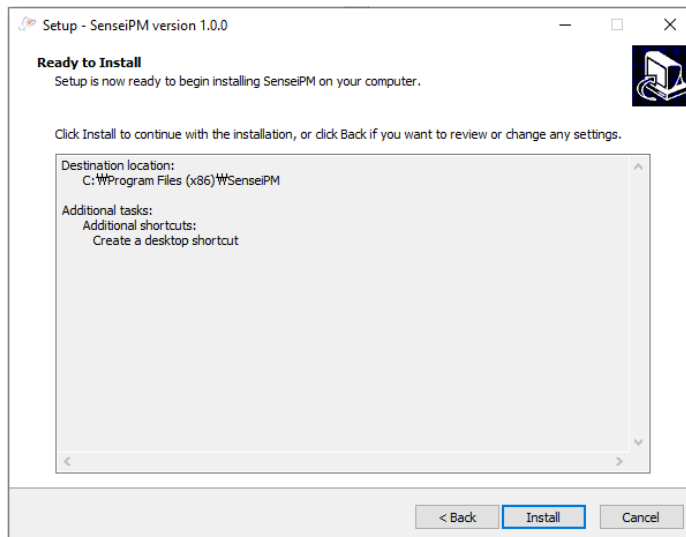 Setup - SenseiPM version 1.0.0
Ready to Install
Setup is now ready to begin installing SenseiPM on your computer.
Click Install to continue with the installation, or click Back if you want to review or change any settings.
Destination location:
C:₩Program Files (x86)₩SenseiPM
Additional tasks:
Additional shortcuts:
Create a desktop shortcut
< Back
Install
Cancel